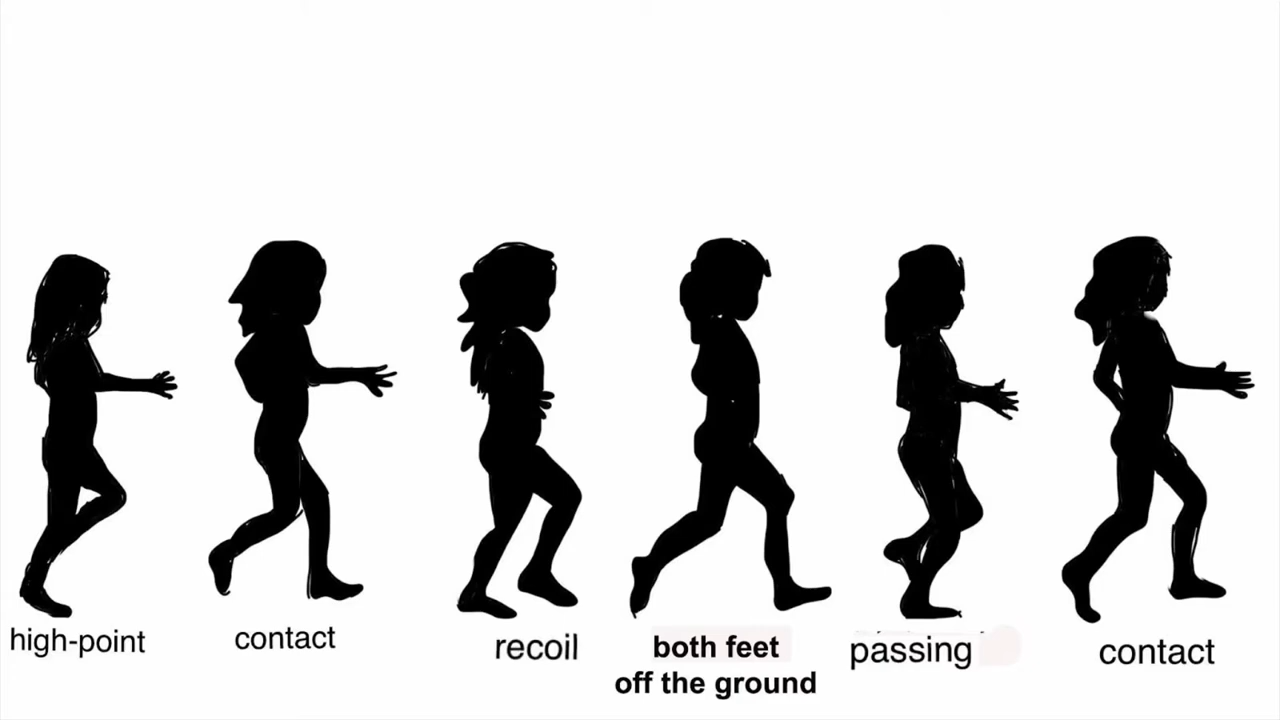 high-point
contact
recoil
both feet
off the ground
passing
contact